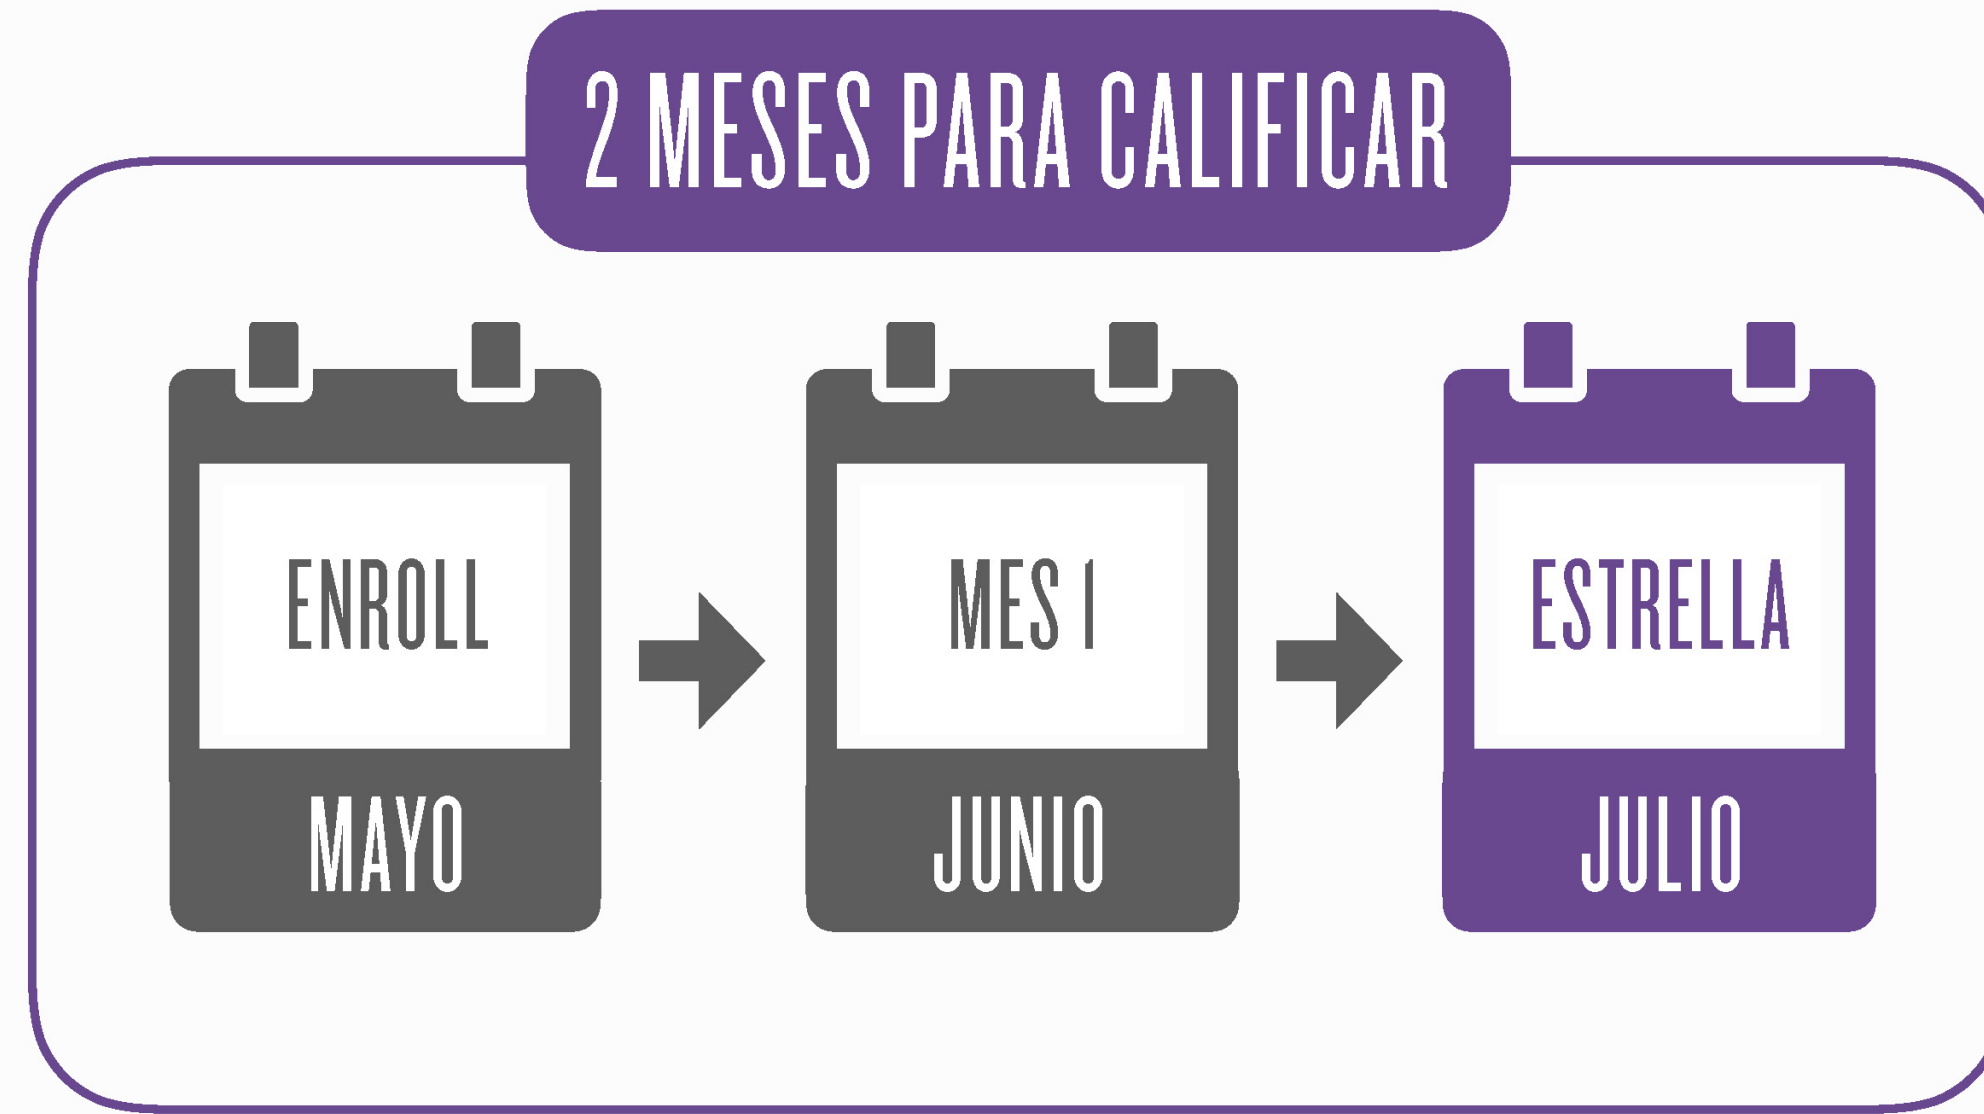 2 MESES PARA CALIFICAR
ENROLL
MES 1
ESTRELLA
MAYO
JUNIO
JULIO